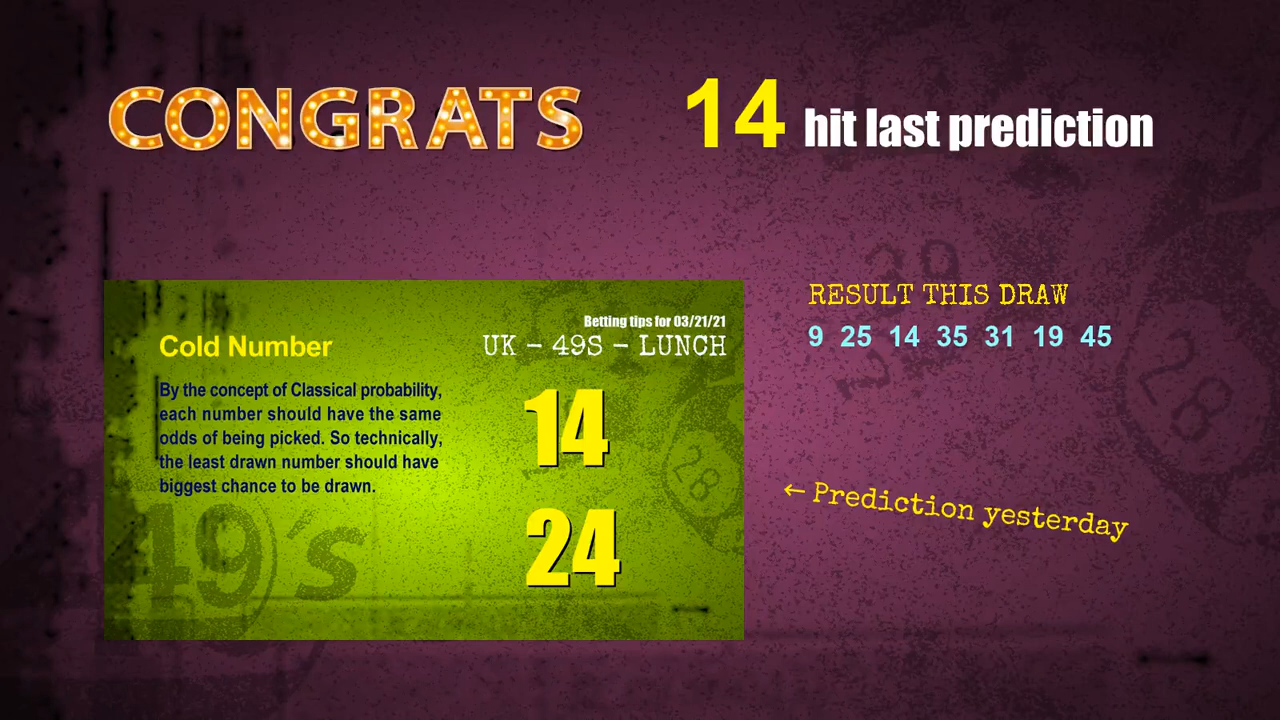 CONGRATS
14 hit last prediction
RESULT THIS DRAW
9 25 14 35 31 19 45
Betting tips for 03/21/21
UK - 49S - LUNCH
Cold Number
By the concept of Classical probability,
each number should have the same
odds of being picked. So technically,
the least drawn number should have
biggest chance to be drawn.
14
24
← Prediction yesterday
49's
28
39
28